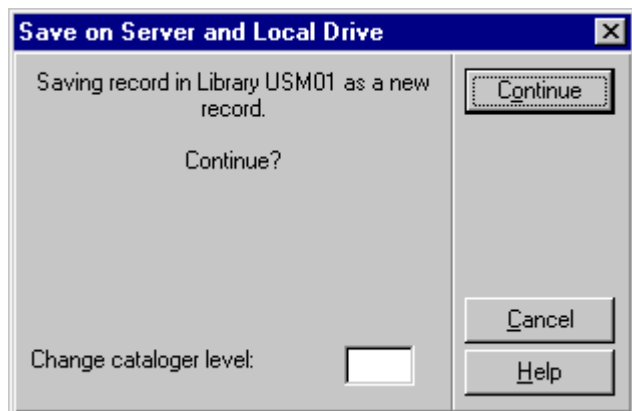 Save on Server and Local Drive
Saving record in Library USM01 as a new
record.
Continue?
Continue
Cancel
Change cataloger level:
Help